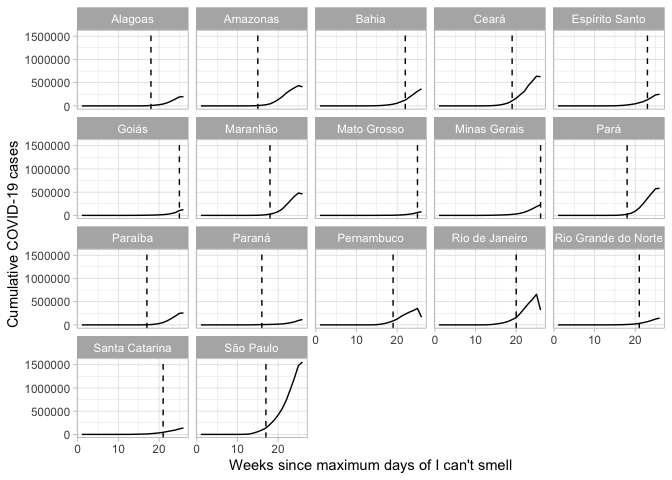 Alagoas Amazonas Bahia Ceará Espírito Santo
1500000
1000000
500000
0
Goiás Maranhão Mato Grosso Minas Gerais Pará
1500000
1000000
500000
0
Paraíba Paraná Pernambuco Rio de Janeiro Rio Grande do Norte
1500000
1000000
500000
0
0 10 20 0 10 20 0 10 20
Santa Catarina São Paulo
1500000
1000000
500000
0
0 10 20 0 10 20
Cumulative COVID-19 cases
Weeks since maximum days of I can't smell